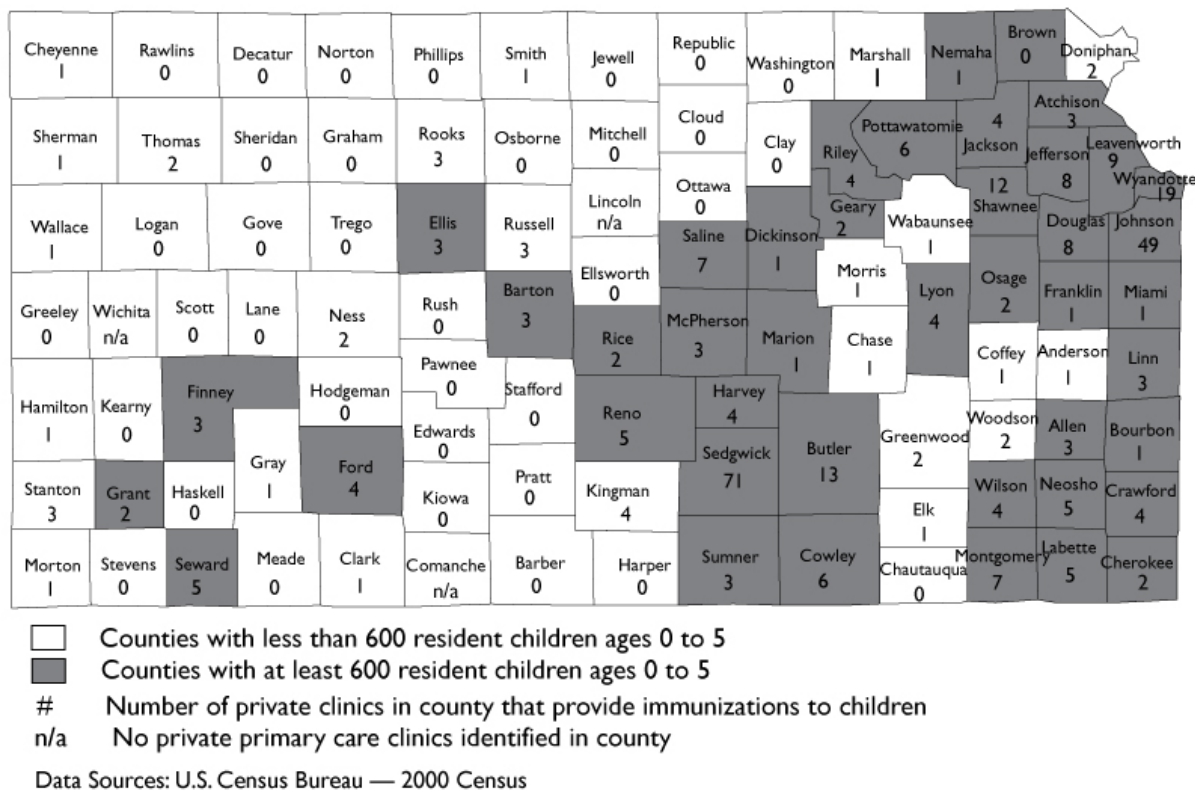 Cheyenne
1
Rawlins
0
Decatur
0
Norton
0
Phillips
0
Smith
1
Jewell
0
Republic
0
Washington
0
Marshall
1
Nemaha
1
Brown
0
Doniphan
2
Sherman
1
Thomas
2
Sheridan
0
Graham
0
Rooks
3
Osborne
0
Mitchell
0
Cloud
0
Clay
0
Riley
4
Pottawatomie
6
4
Jackson
Atchison
3
Jefferson
8
Leavenworth
9
Wyandotte
19
Wallace
1
Logan
0
Gove
0
Trego
0
Ellis
3
Russell
3
Lincoln
n/a
Ottawa
0
Saline
7
Dickinson
1
Geary
2
Wabaunsee
1
12
Shawnee
Douglas
8
Johnson
49
Greeley
0
Wichita
n/a
Scott
0
Lane
0
Ness
2
Rush
0
Barton
3
Ellsworth
0
Rice
2
McPherson
3
Marion
1
Morris
1
Chase
1
Lyon
4
Osage
2
Franklin
1
Miami
1
Hamilton
1
Kearny
0
Finney
3
Hodgeman
0
Pawnee
0
Stafford
0
Reno
5
Harvey
4
Coffey
1
Anderson
1
Linn
3
Gray
1
Ford
4
Edwards
0
Sedgwick
71
Butler
13
Greenwood
2
Woodson
2
Allen
3
Bourbon
1
Stanton
3
Grant
2
Haskell
0
Kiowa
0
Pratt
0
Kingman
4
Elk
1
Wilson
4
Neosho
5
Crawford
4
Morton
1
Stevens
0
Seward
5
Meade
0
Clark
1
Comanche
n/a
Barber
0
Harper
0
Sumner
3
Cowley
6
Chautauqua
0
Montgomery
7
Labette
5
Cherokee
2
Counties with less than 600 resident children ages 0 to 5
Counties with at least 600 resident children ages 0 to 5
# Number of private clinics in county that provide immunizations to children
n/a No private primary care clinics identified in county
Data Sources: U.S. Census Bureau — 2000 Census